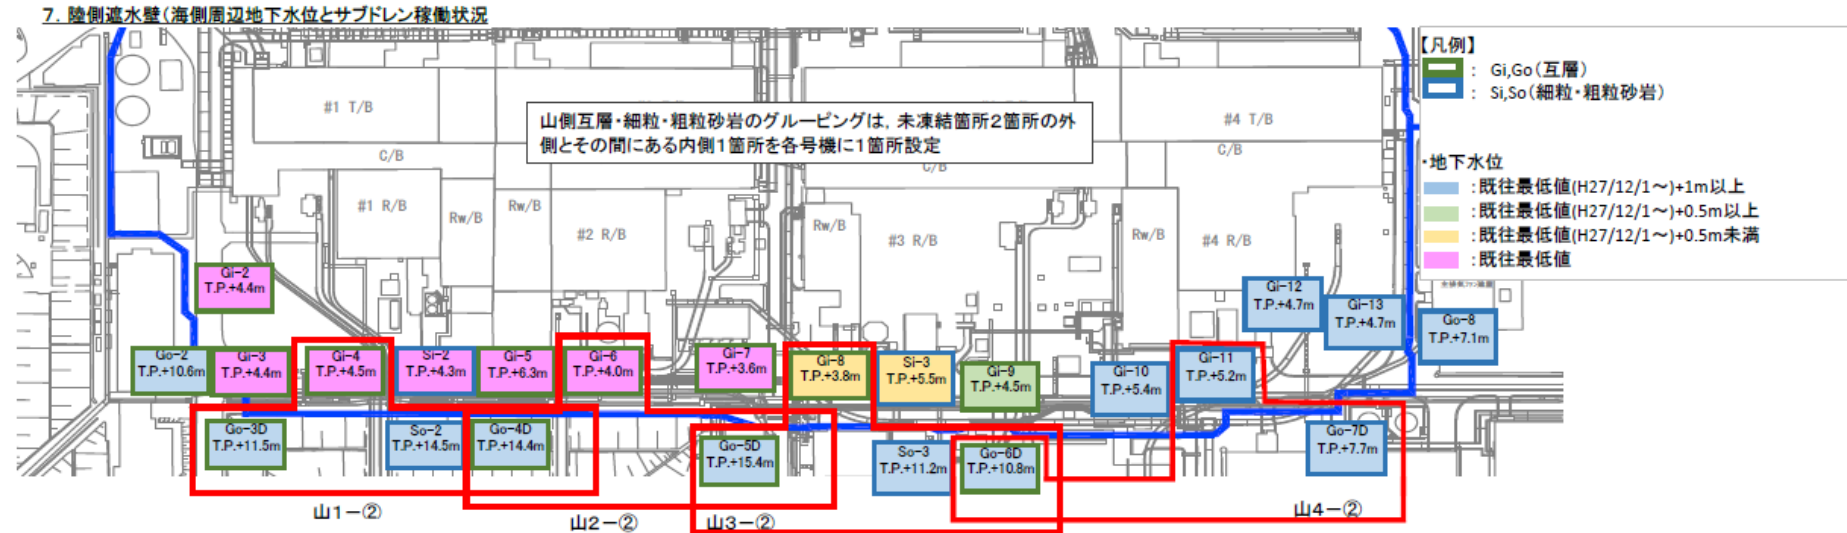 7. 陸側遮水壁（海側周辺地下水位とサブドレン稼働状況
【凡例】
： Gi,Go（互層）
： Si,So（細粒・粗粒砂岩）
・地下水位
：既往最低値(H27/12/1～)+1m以上
：既往最低値(H27/12/1～)+0.5m以上
：既往最低値(H27/12/1～)+0.5m未満
：既往最低値
山側互層・細粒・粗粒砂岩のグルーピングは，未凍結箇所2箇所の外
側とその間にある内側1箇所を各号機に1箇所設定
#1 T/B
#4 T/B
C/B
C/B
C/B
#1 R/B
Rw/B
Rw/B
#2 R/B
Rw/B
#3 R/B
Rw/B
#4 R/B
Gi-2
T.P.+4.4m
Gi-12
T.P.+4.7m
Gi-13
T.P.+4.7m
Go-8
T.P.+7.1m
Go-2
T.P.+10.6m
Gi-3
T.P.+4.4m
Gi-4
T.P.+4.5m
Si-2
T.P.+4.3m
Gi-5
T.P.+6.3m
Gi-6
T.P.+4.0m
Gi-7
T.P.+3.6m
Gi-8
T.P.+3.8m
Si-3
T.P.+5.5m
Gi-9
T.P.+4.5m
Gi-10
T.P.+5.4m
Gi-11
T.P.+5.2m
Go-3D
T.P.+11.5m
So-2
T.P.+14.5m
Go-4D
T.P.+14.4m
Go-5D
T.P.+15.4m
So-3
T.P.+11.2m
Go-6D
T.P.+10.8m
Go-7D
T.P.+7.7m
山1－②
山2－②
山3－②
山4－②